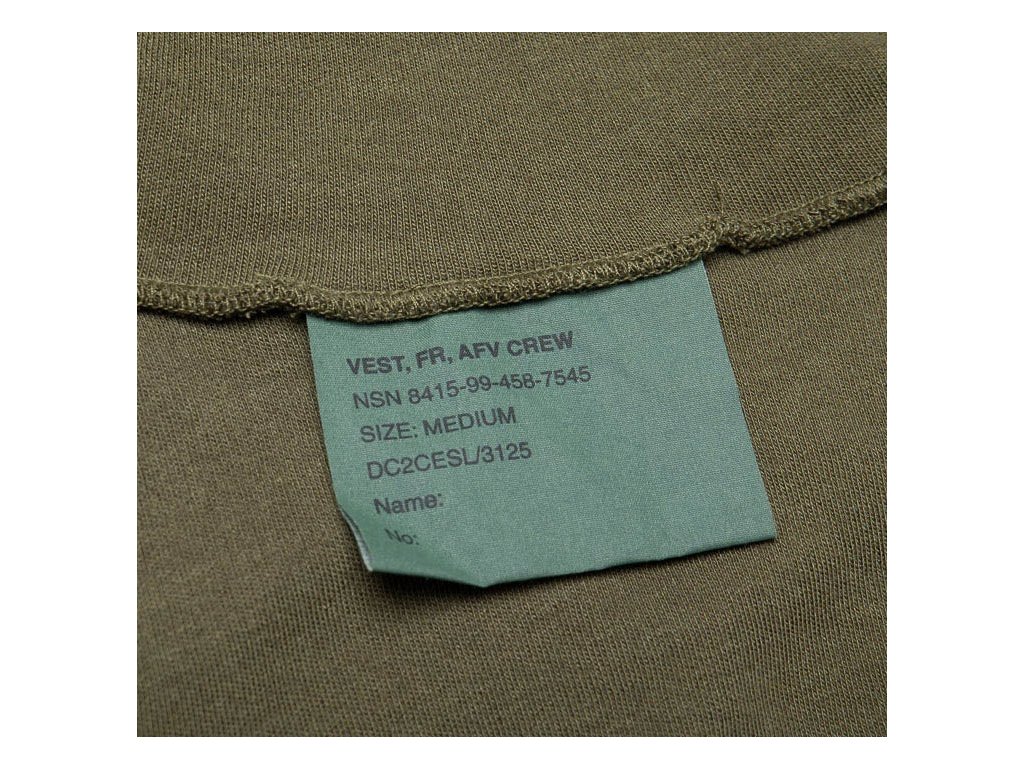 VEST, FR, AFV CREW
NSN 8415-99-458-7545
SIZE: MEDIUM
DC2CESL/3125
Name:
No: